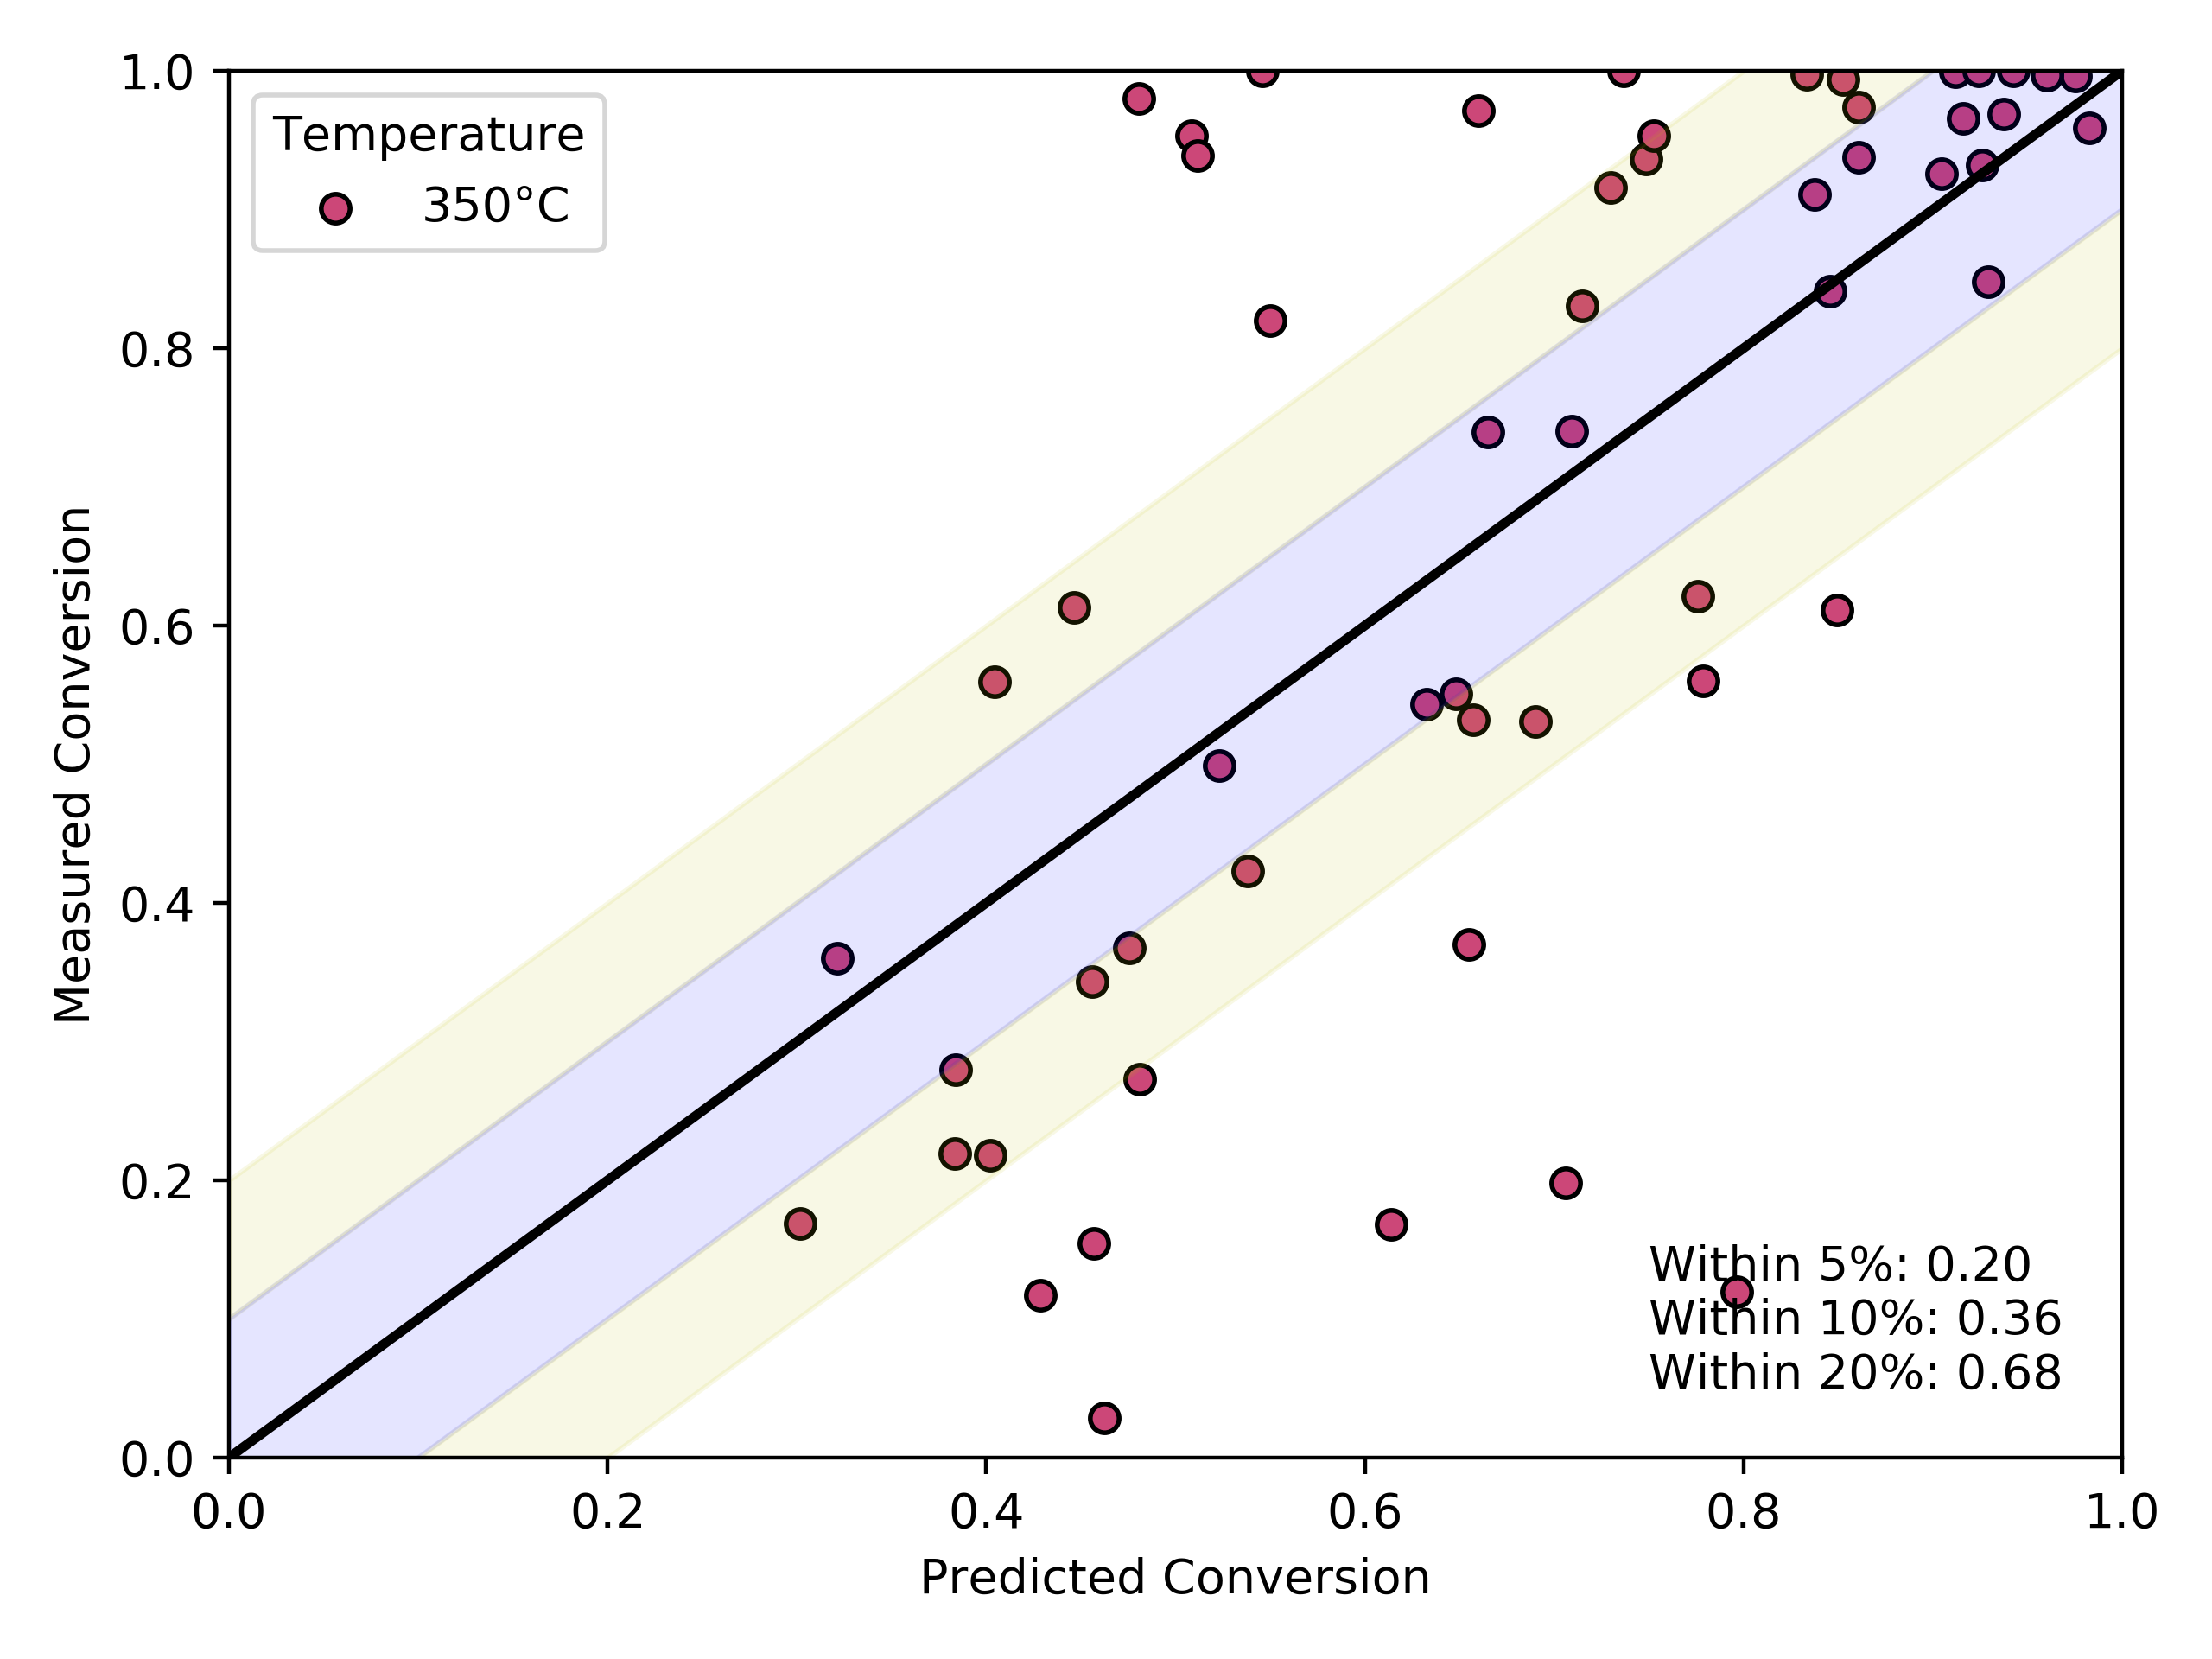 1.0
0.8
0.6
0.4
0.2
0.0
Measured Conversion
Temperature
350°C
Within 5%: 0.20
Within 10%: 0.36
Within 20%: 0.68
0.0 0.2 0.4 0.6 0.8 1.0
Predicted Conversion